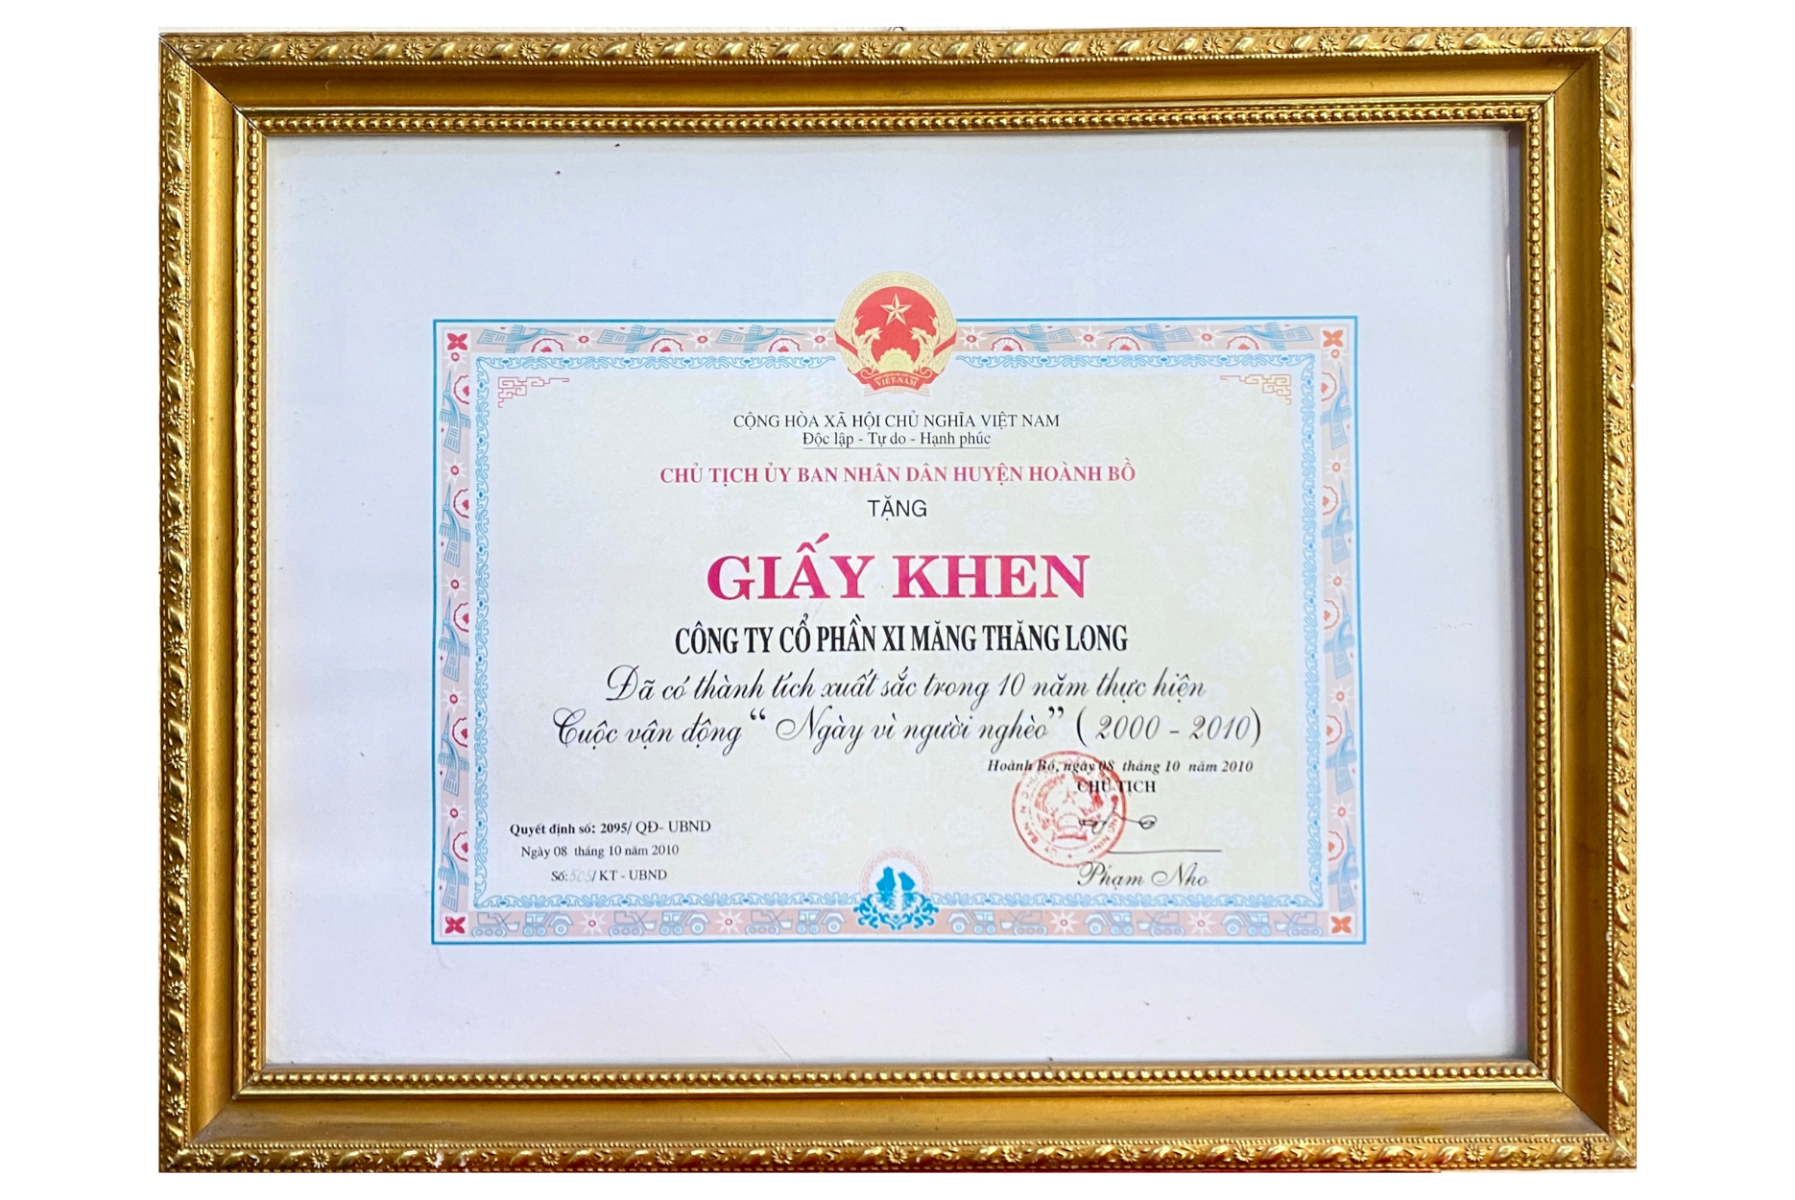 VIỆT NAM
CỘNG HÒA XÃ HỘI CHỦ NGHĨA VIỆT NAM
Độc lập - Tự do - Hạnh phúc
CHỦ TỊCH ỦY BAN NHÂN DÂN HUYỆN HOÀNH BỒ
TẶNG
GIẤY KHEN
CÔNG TY CỔ PHẦN XI MĂNG THĂNG LONG
Đã có thành tích xuất sắc trong 10 năm thực hiện
Cuộc vận động “ Ngày vì người nghèo” ( 2000 - 2010)
Hoành Bồ, ngày 08 tháng 10 năm 2010
CHỦ TỊCH
Phạm Nho
Quyết định số: 2095/ QĐ- UBND
Ngày 08 tháng 10 năm 2010
Số: / KT - UBND